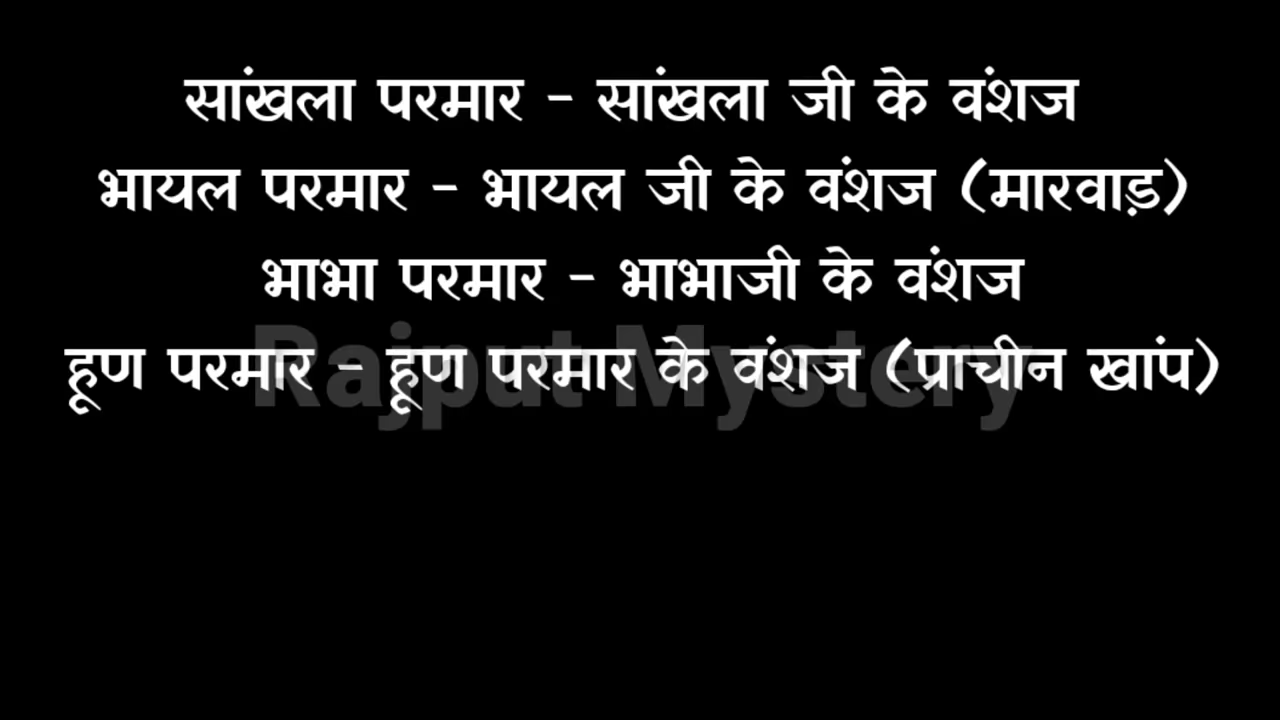 सांखला परमार - सांखला जी के वंशज
भायल परमार - भायल जी के वंशज (मारवाड़)
भाभा परमार - भाभाजी के वंशज
हूण परमार - हूण परमार के वंशज (प्राचीन खांप)
Rajput Mystery